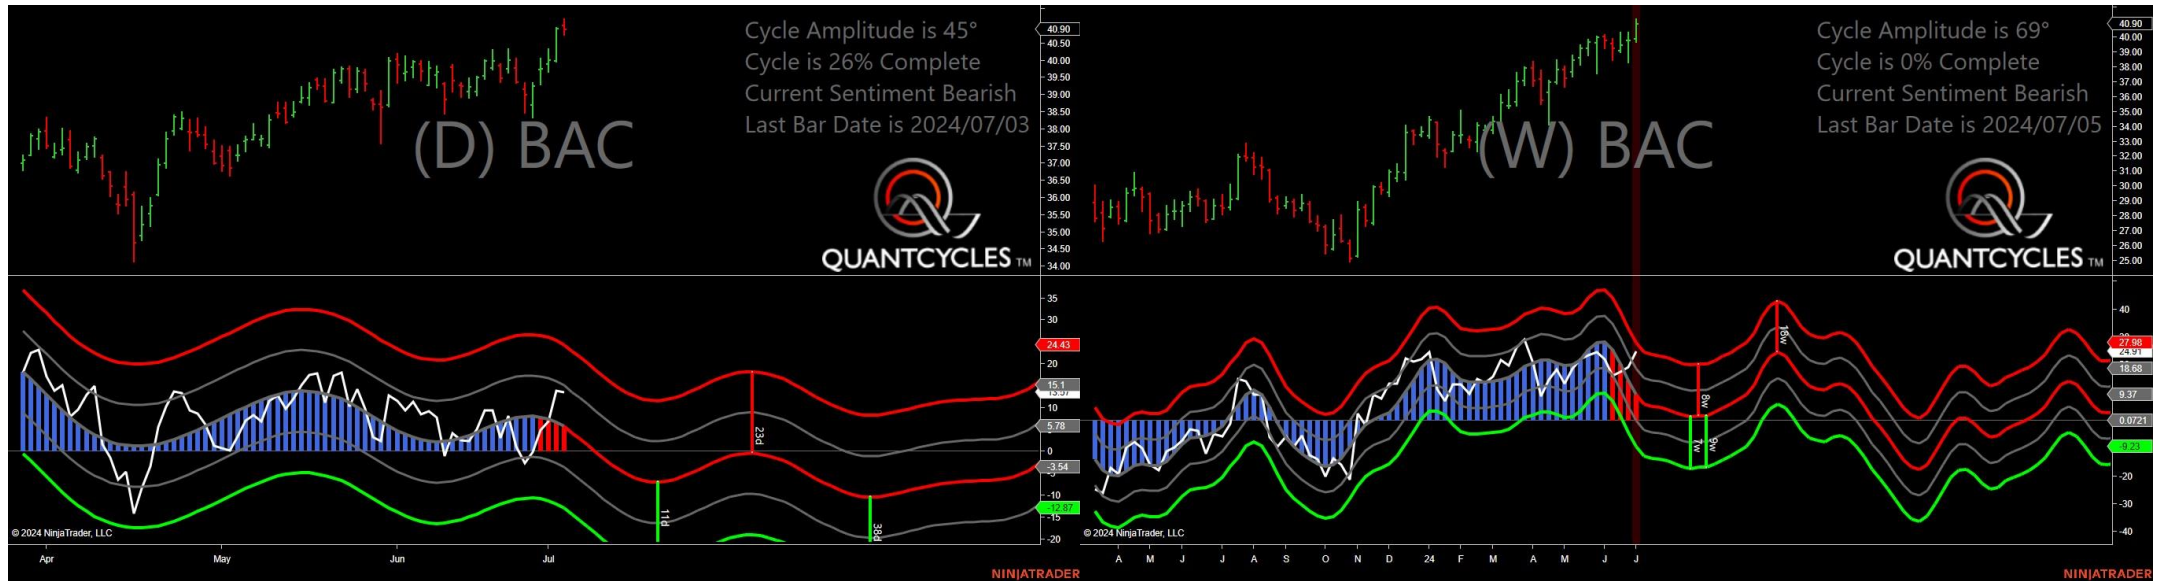 Cycle Amplitude is 45°
Cycle is 26% Complete
Current Sentiment Bearish
Last Bar Date is 2024/07/03
(D) BAC
QUANTCYCLES TM
40.90
40.50
40.00
39.50
39.00
38.50
38.00
37.50
37.00
36.50
36.00
35.50
35.00
34.50
34.00
35
30
24.43
20
15.1
10
5.78
0
-3.54
-10
-12.87
-15
-20
23d
11d
38d
© 2024 NinjaTrader, LLC
Apr May Jun Jul
NINJATRADER
Cycle Amplitude is 69°
Cycle is 0% Complete
Current Sentiment Bearish
Last Bar Date is 2024/07/05
(W) BAC
QUANTCYCLES TM
40.90
40.00
39.00
38.00
37.00
36.00
35.00
34.00
33.00
32.00
31.00
30.00
29.00
28.00
27.00
26.00
25.00
40
27.98
24.91
18.68
9.37
0.0721
-9.23
-20
-30
-40
18w
8w
7w
9w
© 2024 NinjaTrader, LLC
A M J J A S O N D 24 F M A M J J
NINJATRADER